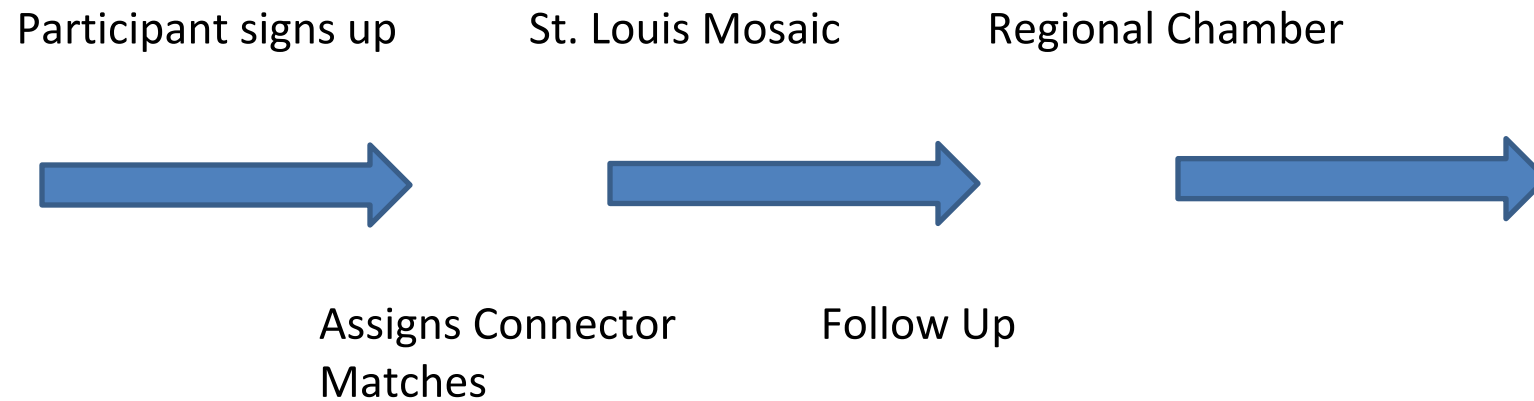 Participant signs up
St. Louis Mosaic
Regional Chamber
Assigns Connector
Matches
Follow Up